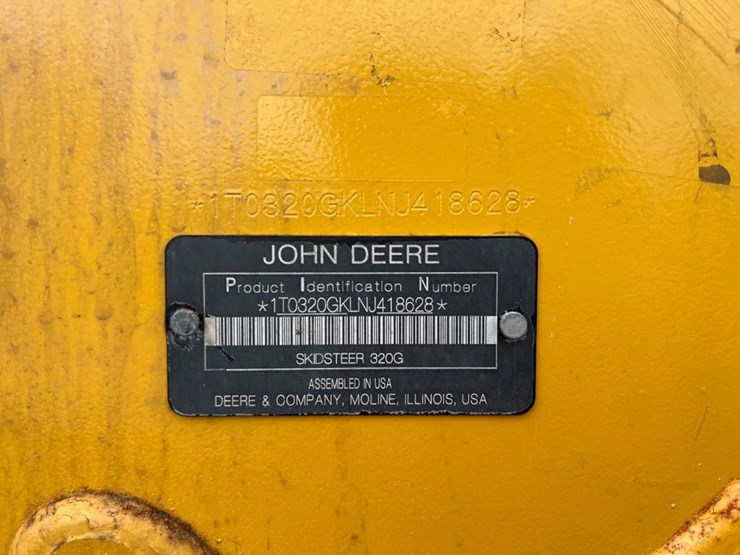 *1T0320GKLNJ418628*
JOHN DEERE
Product Identification Number
*1T0320GKLNJ418628*
SKIDSTEER 320G
ASSEMBLED IN USA
DEERE & COMPANY, MOLINE, ILLINOIS, USA